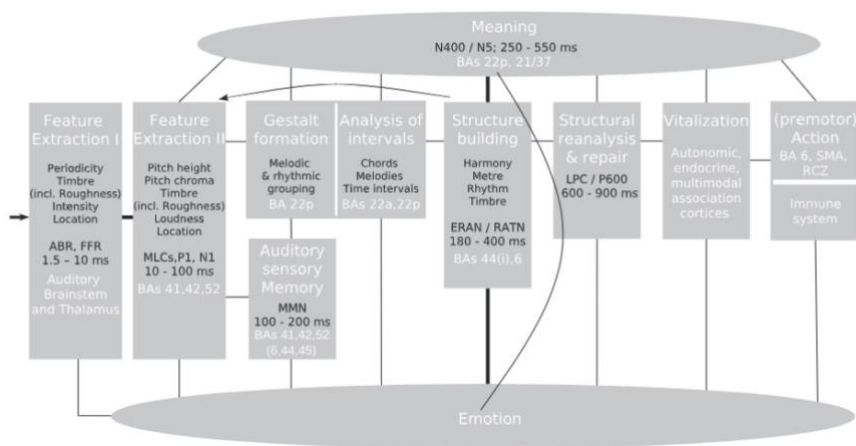 Meaning
N400 / N5; 250 - 550 ms
BAs 22p, 21/37
Feature
Extraction I
Periodicity
Timbre
(incl. Roughness)
Intensity
Location
ABR, FFR
1.5 – 10 ms
Auditory
Brainstem
and Thalamus
Feature
Extraction II
Pitch height
Pitch chroma
Timbre
(incl. Roughness)
Loudness
Location
MLCs,P1, N1
10 - 100 ms
BAs 41,42,52
Gestalt
formation
Melodic
& rhythmic
grouping
BA 22p
Analysis of
intervals
Chords
Melodies
Time intervals
BAs 22a,22p
Auditory
sensory
Memory
MMN
100 - 200 ms
BAs 41,42,52
(6,44,45)
Structure
building
Harmony
Metre
Rhythm
Timbre
ERAN / RATN
180 - 400 ms
BAs 44(i),6
Structural
reanalysis
& repair
LPC / P600
600 - 900 ms
Vitalization
Autonomic,
endocrine,
multimodal
association
cortices
(premotor)
Action
BA 6, SMA,
RCZ
Immune
system
Emotion